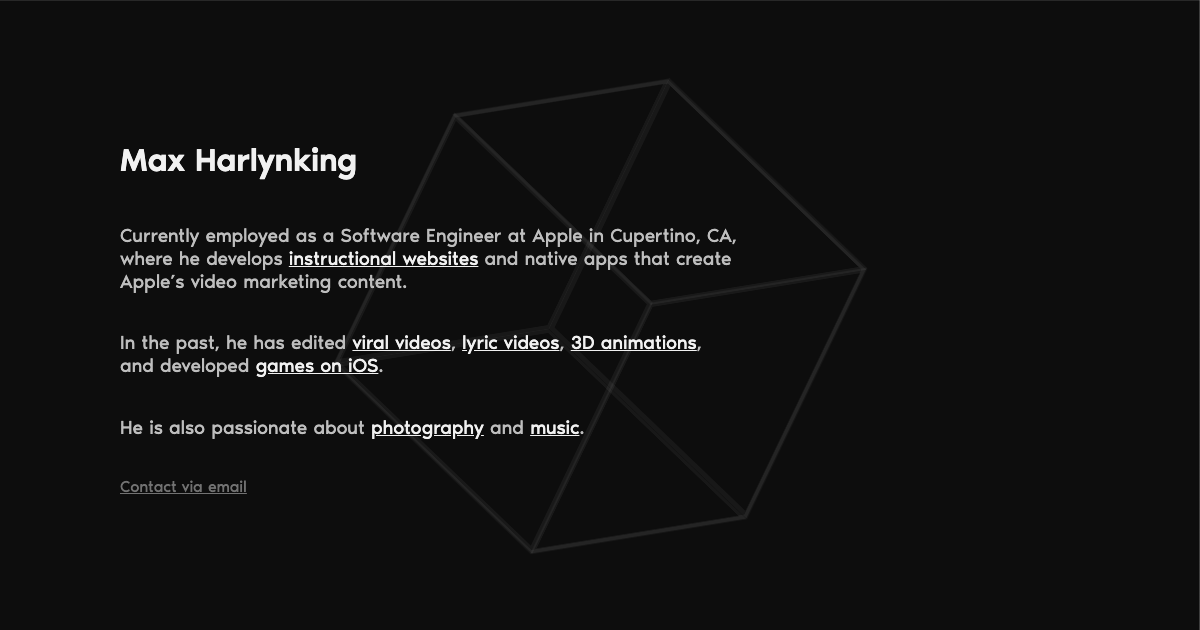 Max Harlynking
Currently employed as a Software Engineer at Apple in Cupertino, CA,
where he develops instructional websites and native apps that create
Apple’s video marketing content.
In the past, he has edited viral videos, lyric videos, 3D animations,
and developed games on iOS.
He is also passionate about photography and music.
Contact via email